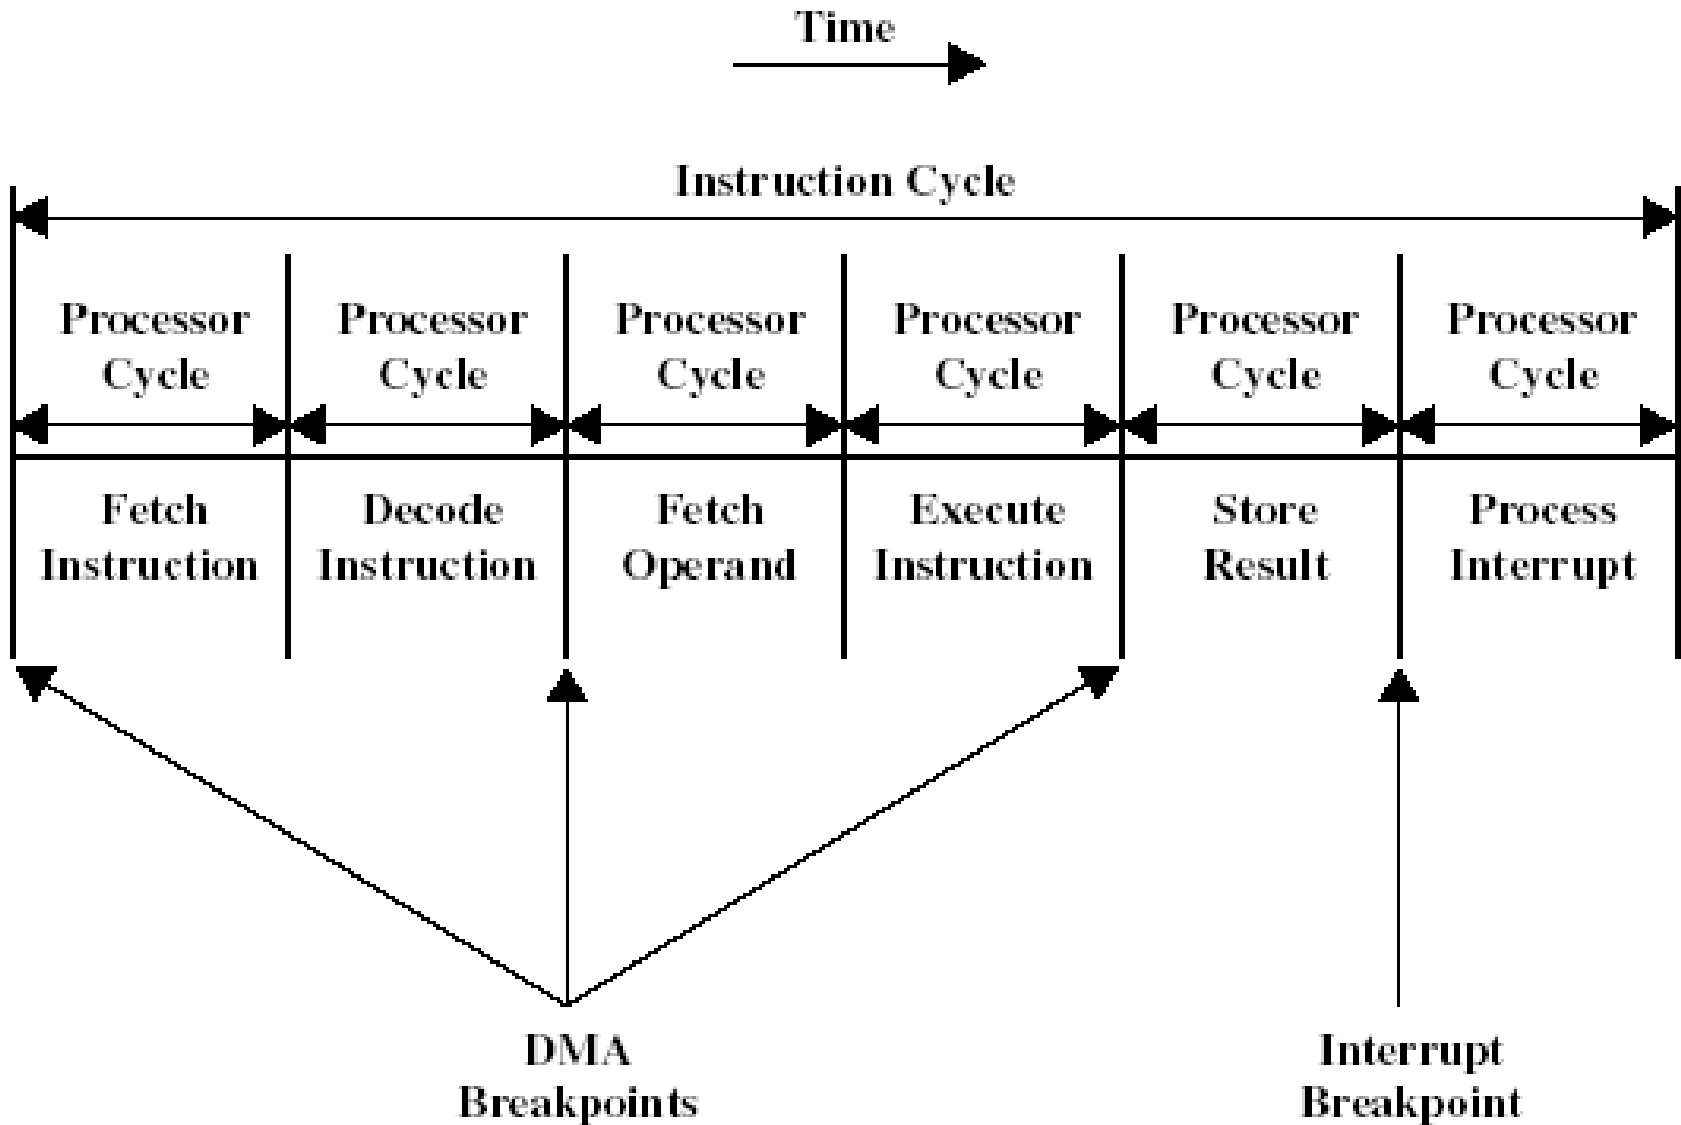 Time
Instruction Cycle
Processor Processor Processor Processor Processor Processor
Cycle Cycle Cycle Cycle Cycle Cycle
Fetch Decode Fetch Execute Store Process
Instruction Instruction Operand Instruction Result Interrupt
DMA Interrupt
Breakpoints Breakpoint